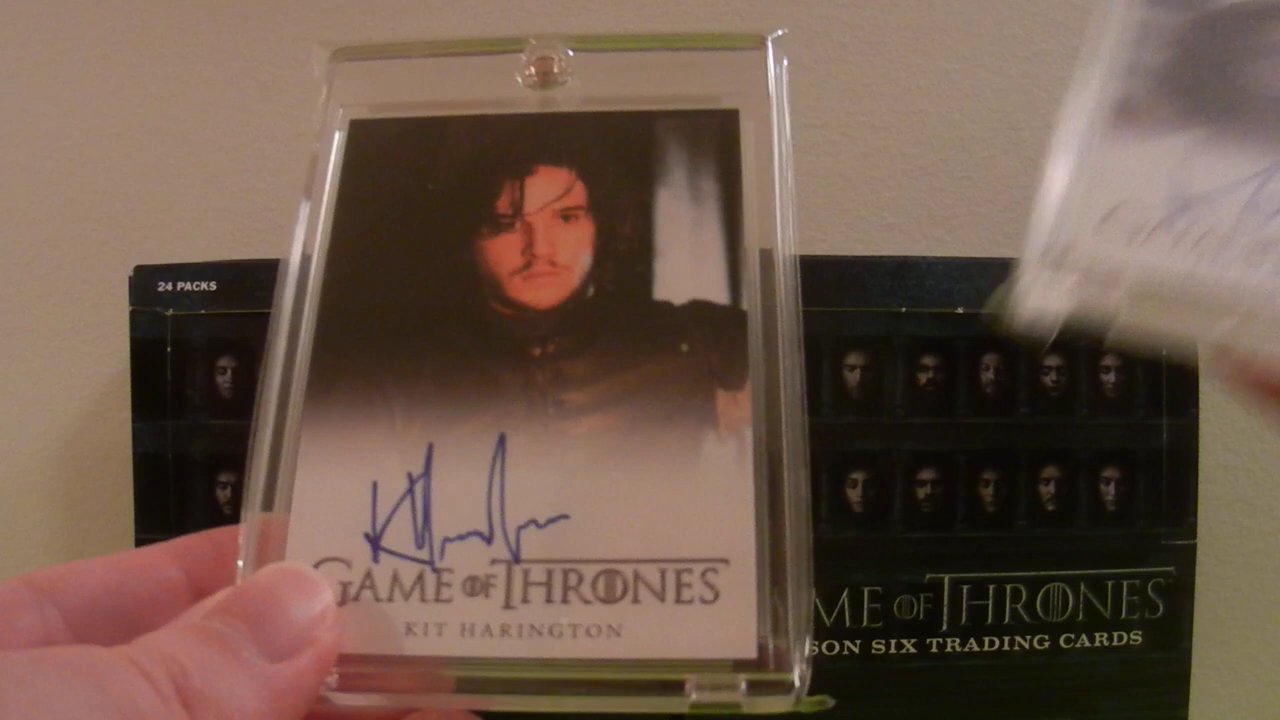 24 PACKS
GAME OF THRONES
KIT HARINGTON
ME OF THRONES
SON SIX TRADING CARDS